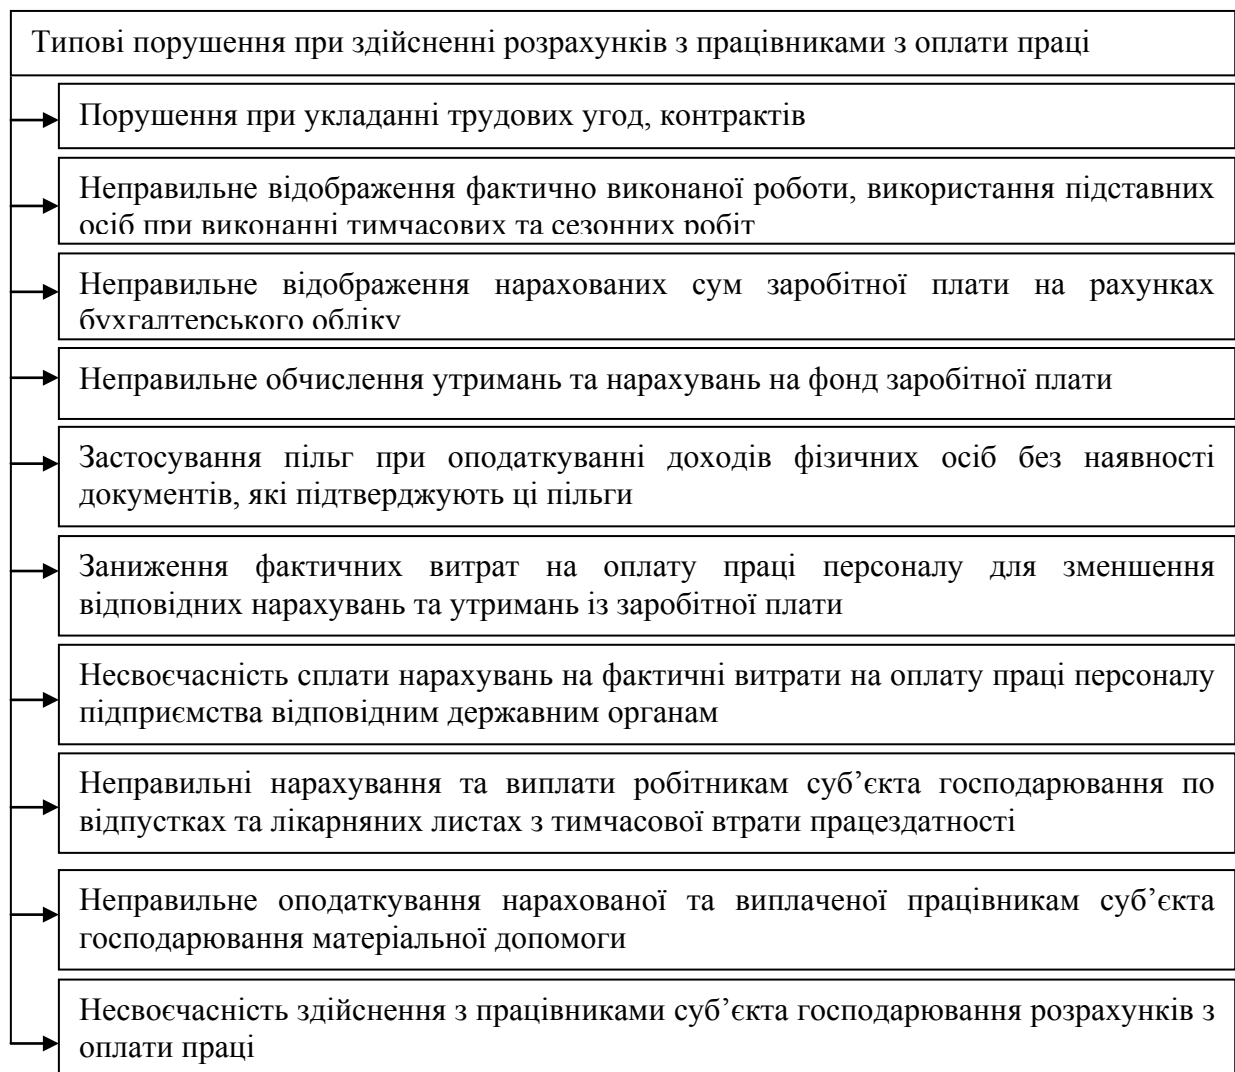 Типові порушення при здійсненні розрахунків з працівниками з оплати праці
Порушення при укладанні трудових угод, контрактів
Неправильне відображення фактично виконаної роботи, використання підставних
осіб при виконанні тимчасових та сезонних робіт
Неправильне відображення нарахованих сум заробітної плати на рахунках
бухгалтерського обліку
Неправильне обчислення утримань та нарахувань на фонд заробітної плати
Застосування пільг при оподаткуванні доходів фізичних осіб без наявності
документів, які підтверджують ці пільги
Заниження фактичних витрат на оплату праці персоналу для зменшення
відповідних нарахувань та утримань із заробітної плати
Несвоєчасність сплати нарахувань на фактичні витрати на оплату праці персоналу
підприємства відповідним державним органам
Неправильні нарахування та виплати робітникам суб’єкта господарювання по
відпустках та лікарняних листах з тимчасової втрати працездатності
Неправильне оподаткування нарахованої та виплаченої працівникам суб’єкта
господарювання матеріальної допомоги
Несвоєчасність здійснення з працівниками суб’єкта господарювання розрахунків з
оплати праці